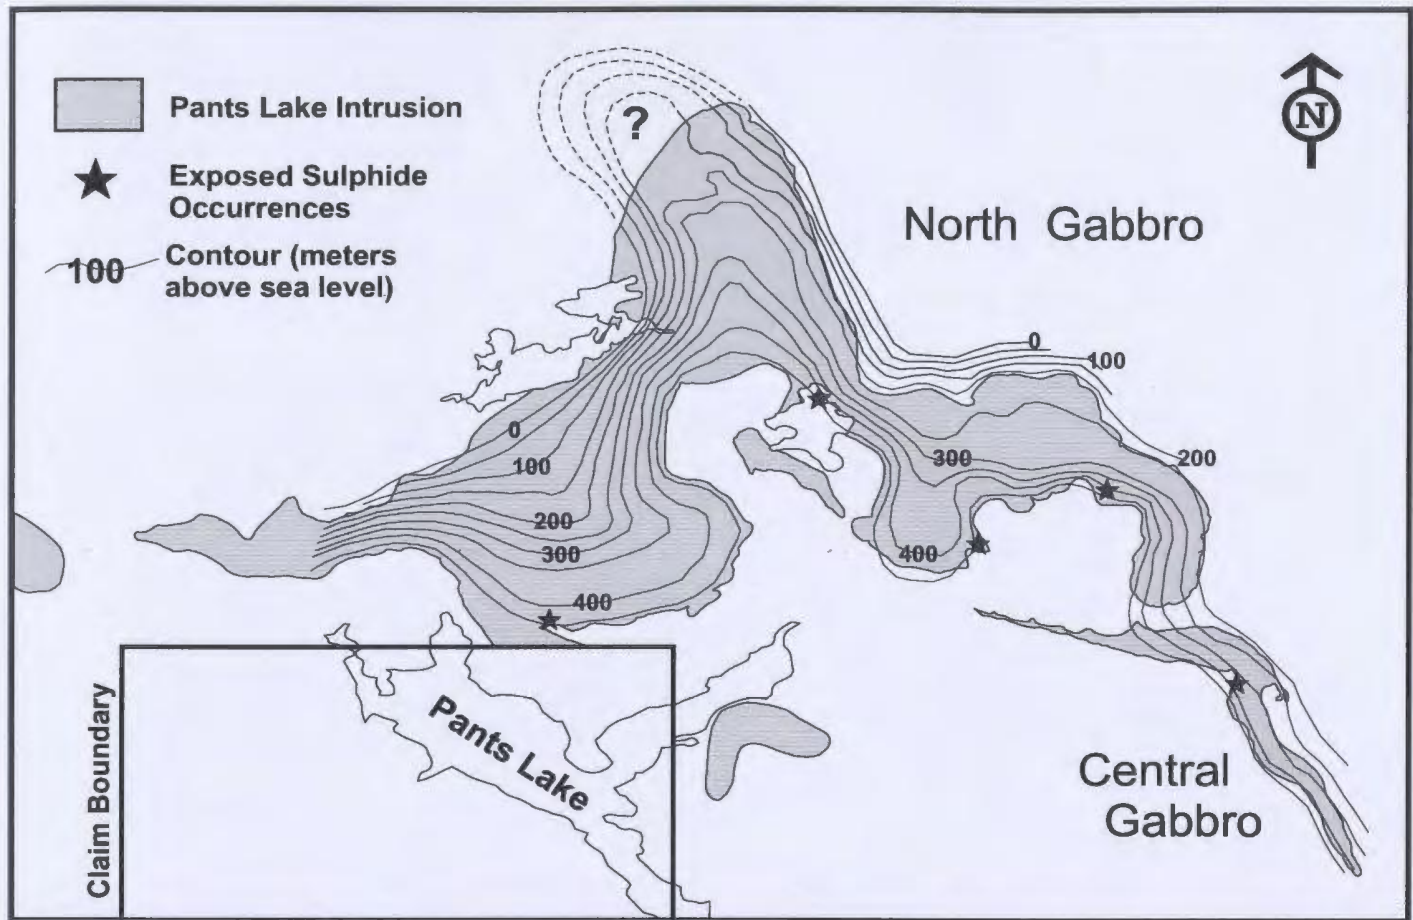 Pants Lake Intrusion
Exposed Sulphide
Occurrences
100
Contour (meters
above sea level)
?
N
North Gabbro
0
100
0
100
300
200
200
300
400
400
Claim Boundary
Pants Lake
Central
Gabbro